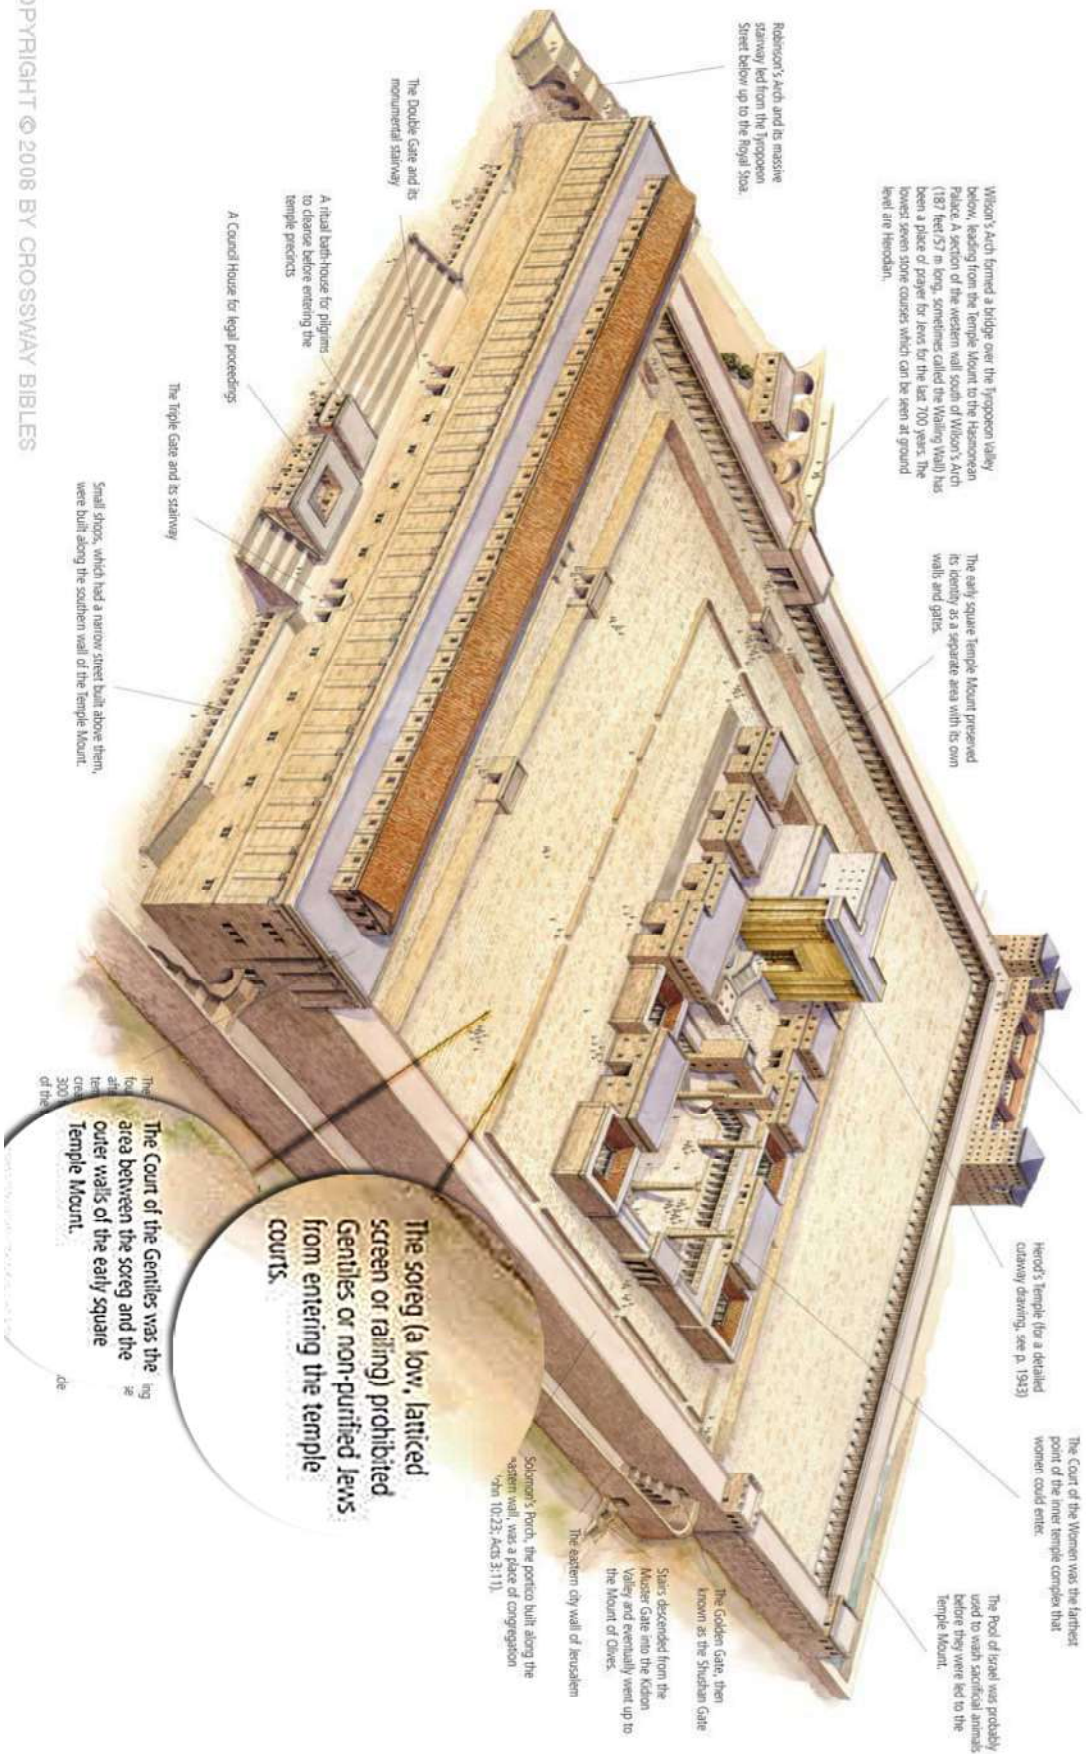 Robinson's Arch and its massive
stairway led from the Tyropoeon
Street below up to the Royal Stoa.
Wilson's Arch formed a bridge over the Tyropoeon Valley
below, leading from the Temple Mount to the Hasmonean
Palace. A section of the western wall south of Wilson's Arch
(187 feet/57 m long, sometimes called the Wailing Wall) has
been a place of prayer for Jews for the last 700 years. The
lowest seven stone courses which can be seen at ground
level are Herodian.
The early square Temple Mount preserved
its identity as a separate area with its own
walls and gates.
Herod's Temple (for a detailed
cutaway drawing, see p. 1943)
The Court of the Women was the farthest
point of the inner temple complex that
women could enter.
The Pool of Israel was probably
used to wash sacrificial animals
before they were led to the
Temple Mount.
The Golden Gate, then
known as the Shushan Gate
Stairs descended from the
Muster Gate into the Kidron
Valley and eventually went up to
the Mount of Olives.
The eastern city wall of Jerusalem
Solomon's Porch, the portico built along the
eastern wall, was a place of congregation
John 10:23; Acts 3:11).
The soreg (a low, latticed
screen or railing) prohibited
Gentiles or non-purified Jews
from entering the temple
courts.
The Court of the Gentiles was the
area between the soreg and the
outer walls of the early square
Temple Mount.
The
300
of the
ing
The Double Gate and its
monumental stairway
A ritual bath-house for pilgrims
to cleanse before entering the
temple precincts
A Council House for legal proceedings
The Triple Gate and its stairway
Small shops, which had a narrow street built above them,
were built along the southern wall of the Temple Mount.
OPYRIGHT © 2008 BY CROSSWAY BIBLES